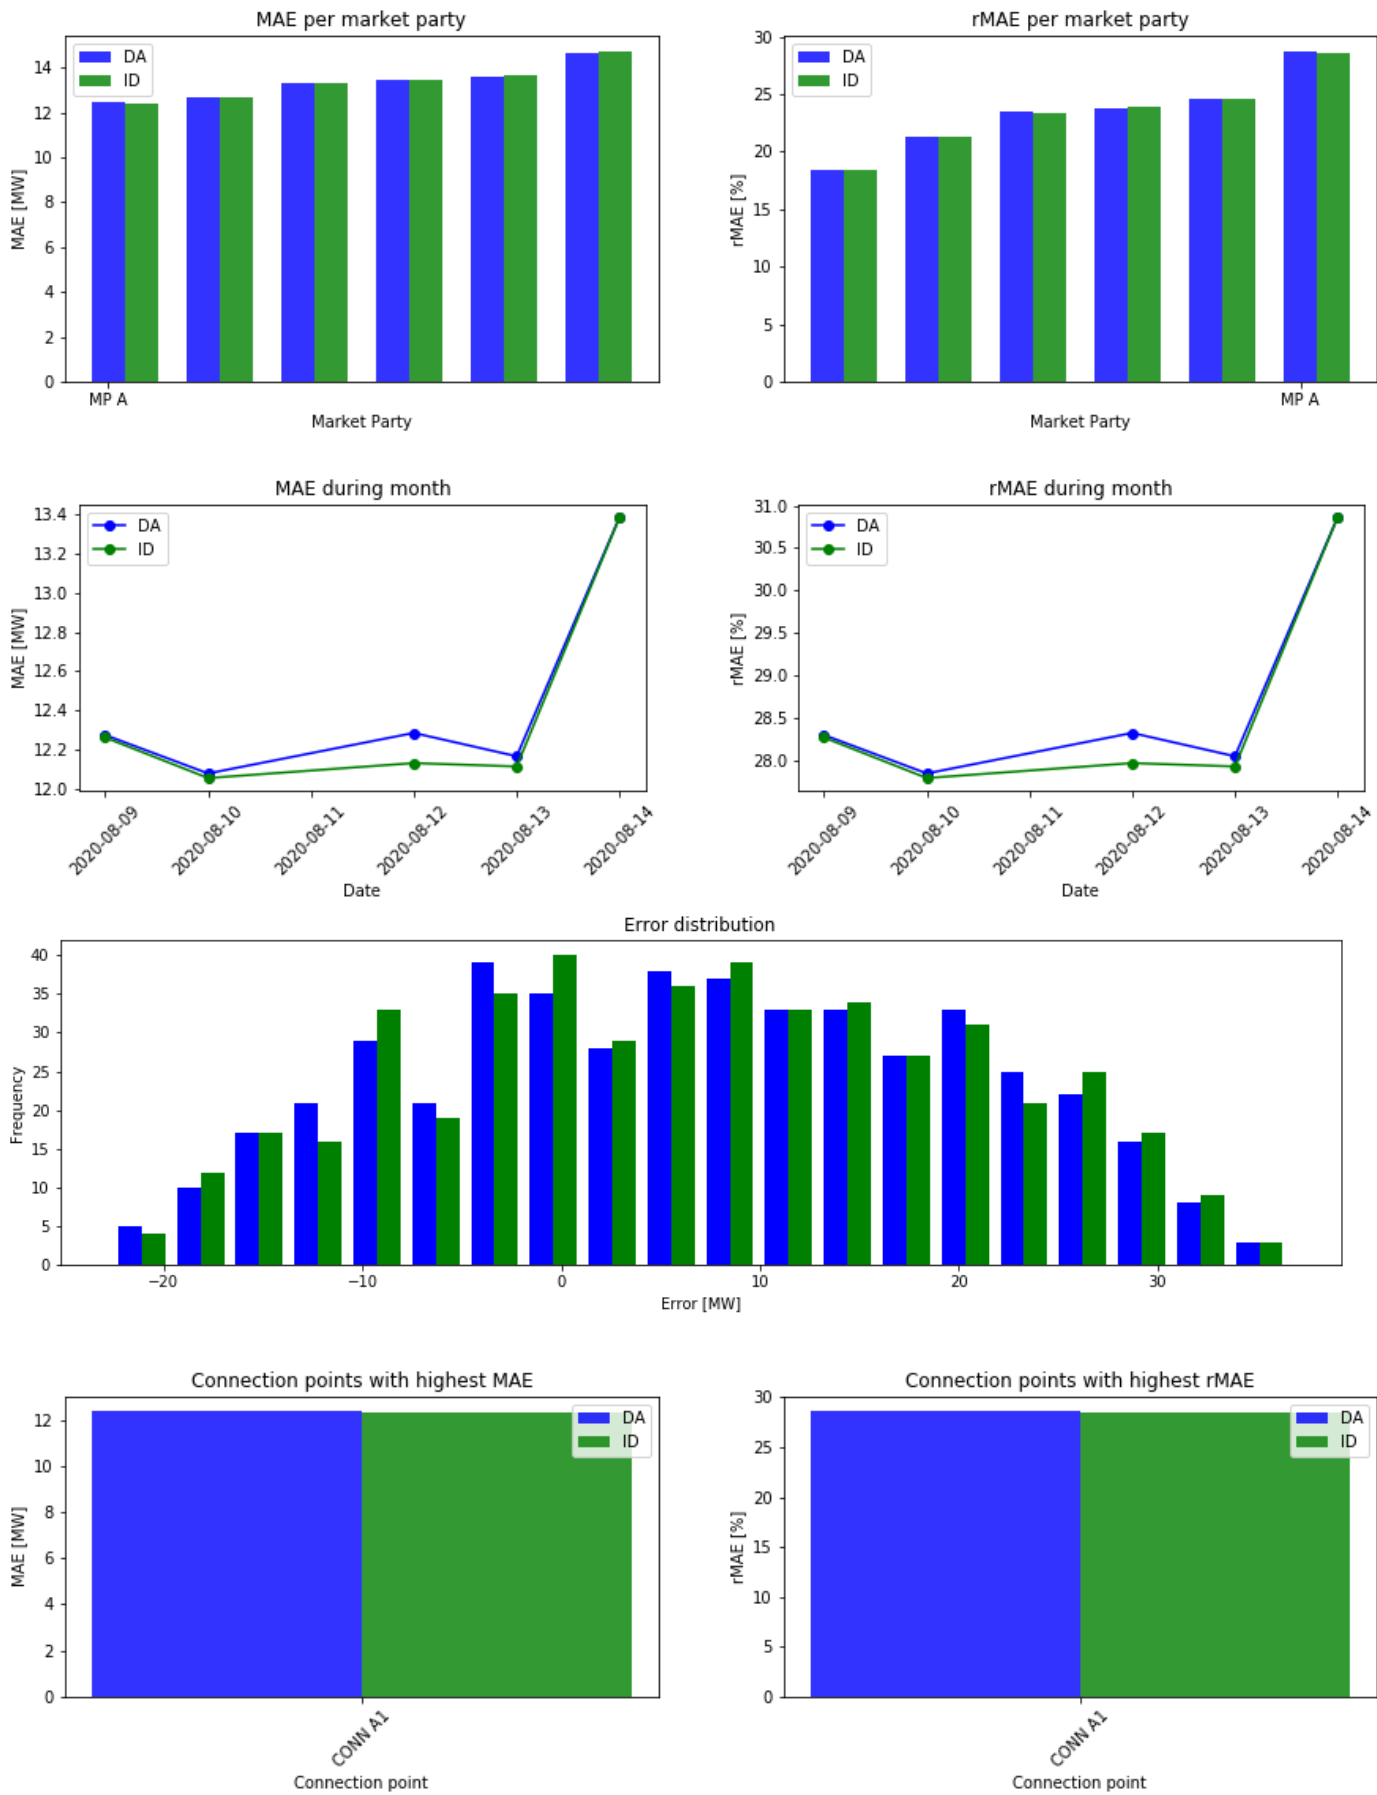 MAE per market party
DA
ID
14
12
10
8
6
4
2
0
MAE [MW]
MP A
Market Party
rMAE per market party
DA
ID
30
25
20
15
10
5
0
rMAE [%]
MP A
Market Party
MAE during month
DA
ID
13.4
13.2
13.0
12.8
12.6
12.4
12.2
12.0
MAE [MW]
2020-08-09
2020-08-10
2020-08-11
2020-08-12
2020-08-13
2020-08-14
Date
rMAE during month
DA
ID
31.0
30.5
30.0
29.5
29.0
28.5
28.0
rMAE [%]
2020-08-09
2020-08-10
2020-08-11
2020-08-12
2020-08-13
2020-08-14
Date
Error distribution
40
35
30
25
20
15
10
5
0
Frequency
−20
−10
0
10
20
30
Error [MW]
Connection points with highest MAE
DA
ID
12
10
8
6
4
2
0
MAE [MW]
CONN A1
Connection point
Connection points with highest rMAE
DA
ID
30
25
20
15
10
5
0
rMAE [%]
CONN A1
Connection point